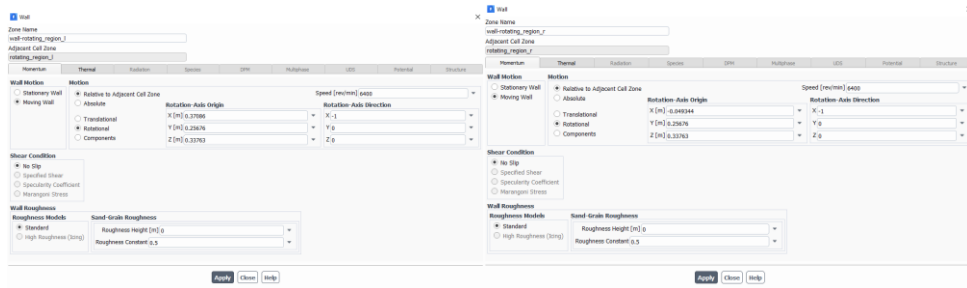 Wall
Zone Name
wall-rotating_region_l
Adjacent Cell Zone
rotating_region_l
Momentum Thermal Radiation Species DPM Multiphase UDS Potential Structure
Wall Motion Motion
Stationary Wall Relative to Adjacent Cell Zone Speed [rev/min] 6400
Moving Wall Absolute
Rotation-Axis Origin Rotation-Axis Direction
Translational X [m] 0.37086 X -1
Rotational Y [m] 0.25676 Y 0
Components Z [m] 0.33763 Z 0
Shear Condition
No Slip
Specified Shear
Specularity Coefficient
Marangoni Stress
Wall Roughness
Roughness Models Sand-Grain Roughness
Standard Roughness Height [m] 0
High Roughness (Icing) Roughness Constant 0.5
Apply Close Help
Wall
Zone Name
wall-rotating_region_r
Adjacent Cell Zone
rotating_region_r
Momentum Thermal Radiation Species DPM Multiphase UDS Potential Structure
Wall Motion Motion
Stationary Wall Relative to Adjacent Cell Zone Speed [rev/min] 6400
Moving Wall Absolute
Rotation-Axis Origin Rotation-Axis Direction
Translational X [m] -0.049344 X -1
Rotational Y [m] 0.25676 Y 0
Components Z [m] 0.33763 Z 0
Shear Condition
No Slip
Specified Shear
Specularity Coefficient
Marangoni Stress
Wall Roughness
Roughness Models Sand-Grain Roughness
Standard Roughness Height [m] 0
High Roughness (Icing) Roughness Constant 0.5
Apply Close Help